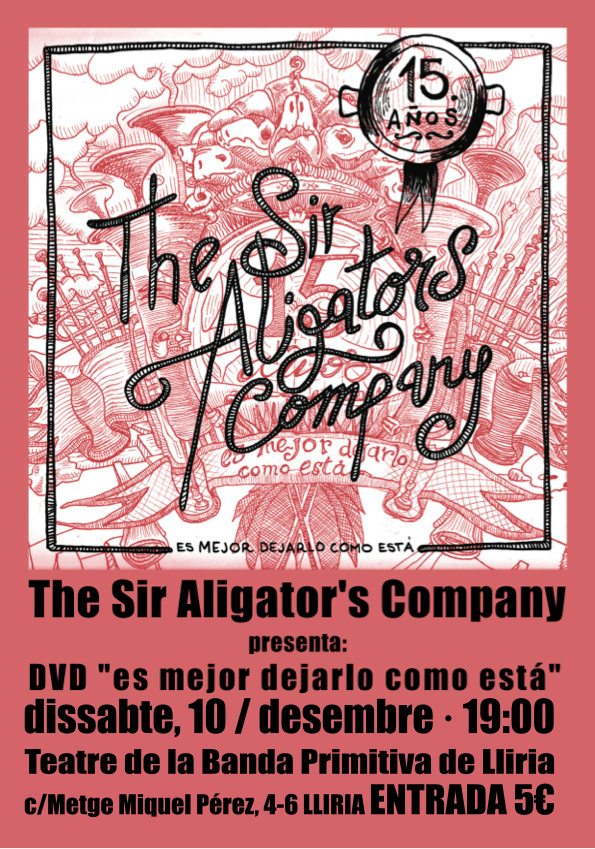 15.
AÑOS
The Sir
Aligators
Company
15
es mejor dejarlo
como está
ES MEJOR DEJARLO COMO ESTÁ
The Sir Aligator's Company
presenta:
DVD "es mejor dejarlo como está"
dissabte, 10 / desembre · 19:00
Teatre de la Banda Primitiva de Lliria
c/Metge Miquel Pérez, 4-6 LLIRIA ENTRADA 5€